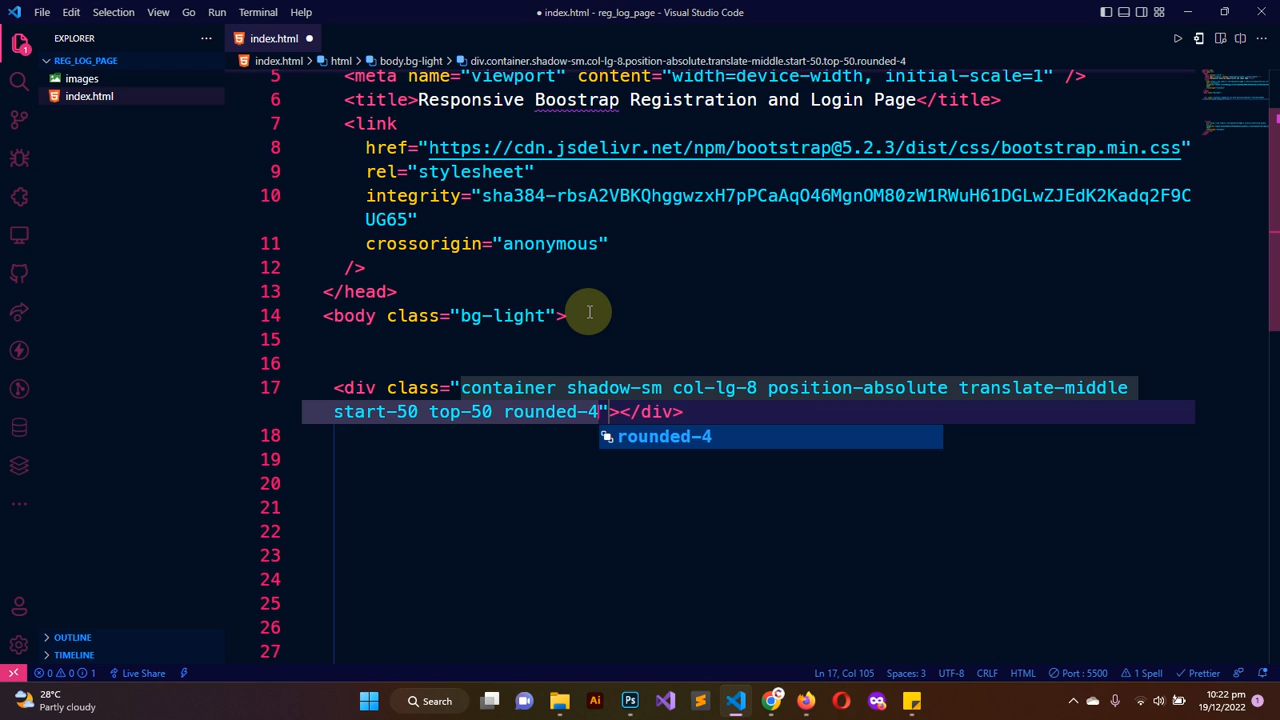 File Edit Selection View Go Run Terminal Help
● index.html - reg_log_page - Visual Studio Code
EXPLORER
REG_LOG_PAGE
images
index.html
OUTLINE
TIMELINE
index.html
index.html > html > body.bg-light > div.container.shadow-sm.col-lg-8.position-absolute.translate-middle.start-50.top-50.rounded-4
5 <meta name="viewport" content="width=device-width, initial-scale=1" />
6 <title>Responsive Boostrap Registration and Login Page</title>
7 <link
8 href="https://cdn.jsdelivr.net/npm/bootstrap@5.2.3/dist/css/bootstrap.min.css"
9 rel="stylesheet"
10 integrity="sha384-rbsA2VBKQhggwzxH7pPCaAqO46MgnOM80zW1RWuH61DGLwZJEdK2Kadq2F9C
UG65"
11 crossorigin="anonymous"
12 />
13 </head>
14 <body class="bg-light">
15
16
17 <div class="container shadow-sm col-lg-8 position-absolute translate-middle
start-50 top-50 rounded-4"></div>
rounded-4
18
19
20
21
22
23
24
25
26
27
0 0 1 Live Share
Ln 17, Col 105 Spaces: 3 UTF-8 CRLF HTML Port : 5500 1 Spell Prettier
28°C
Partly cloudy
Search
10:22 pm
19/12/2022